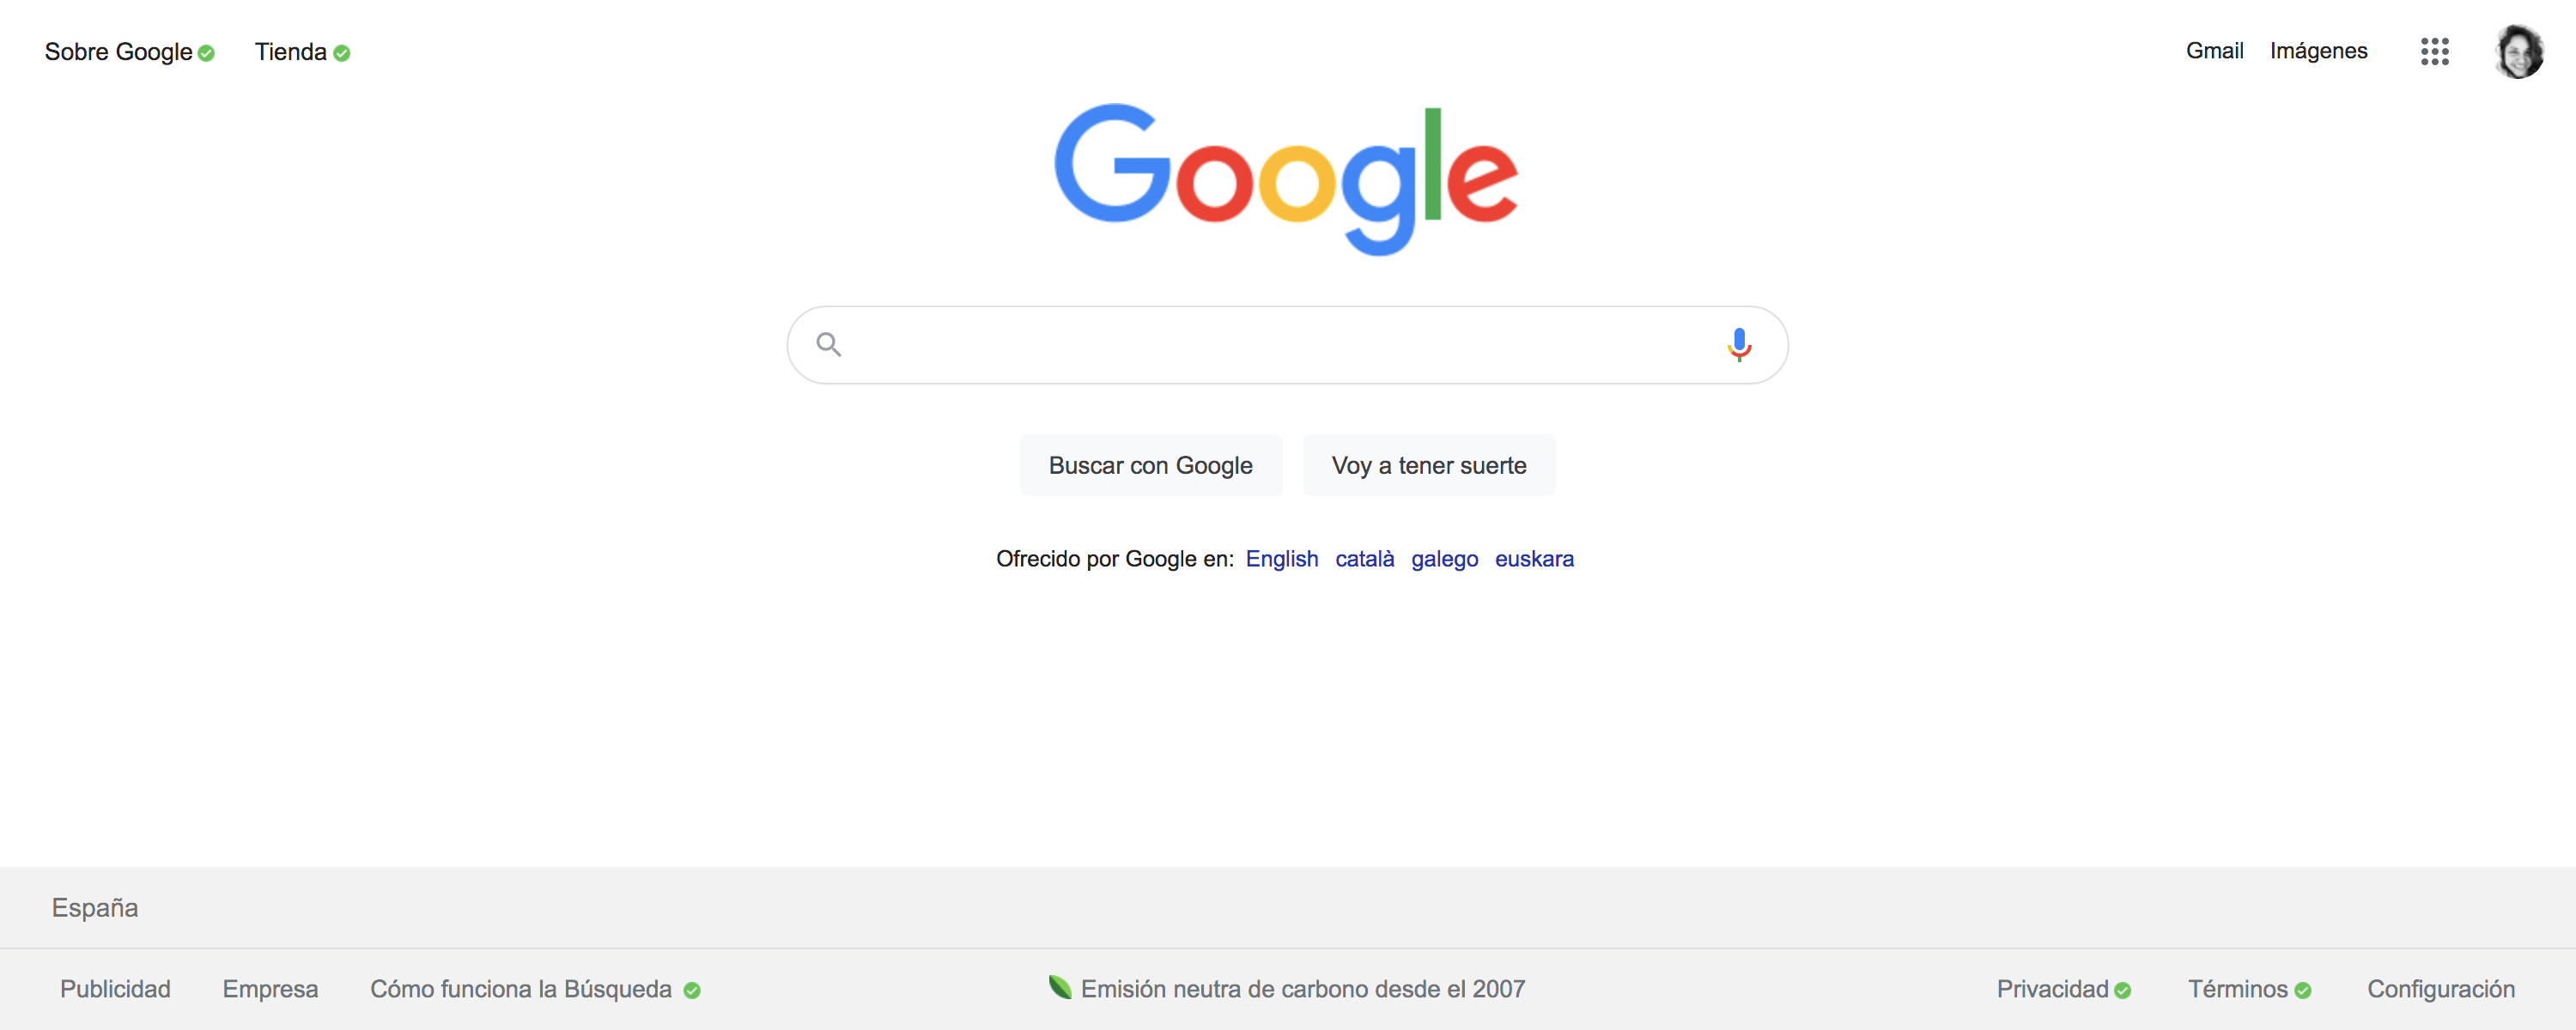 Sobre Google Tienda Gmail Imágenes
Google
Buscar con Google Voy a tener suerte
Ofrecido por Google en: English català galego euskara
España
Publicidad Empresa Cómo funciona la Búsqueda Emisión neutra de carbono desde el 2007 Privacidad Términos Configuración